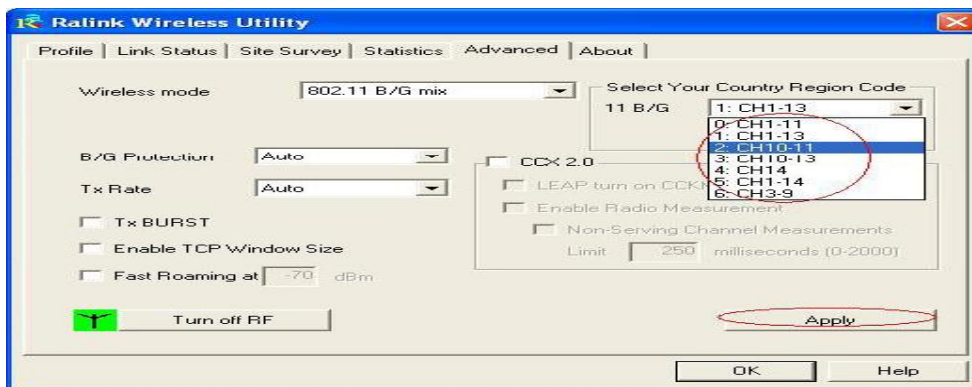 Ralink Wireless Utility
Profile Link Status Site Survey Statistics Advanced About
Wireless mode 802.11 B/G mix
Select Your Country Region Code
11 B/G 1: CH1-13
0: CH1-11
1: CH1-13
2: CH10-11
3: CH10-13
4: CH14
5: CH1-14
6: CH3-9
B/G Protection Auto
Tx Rate Auto
Tx BURST
Enable TCP Window Size
Fast Roaming at -70 dBm
CCX 2.0
LEAP turn on
Enable Radio Measurement
Non-Serving Channel Measurements
Limit 250 milliseconds (0-2000)
Turn off RF
Apply
OK Help